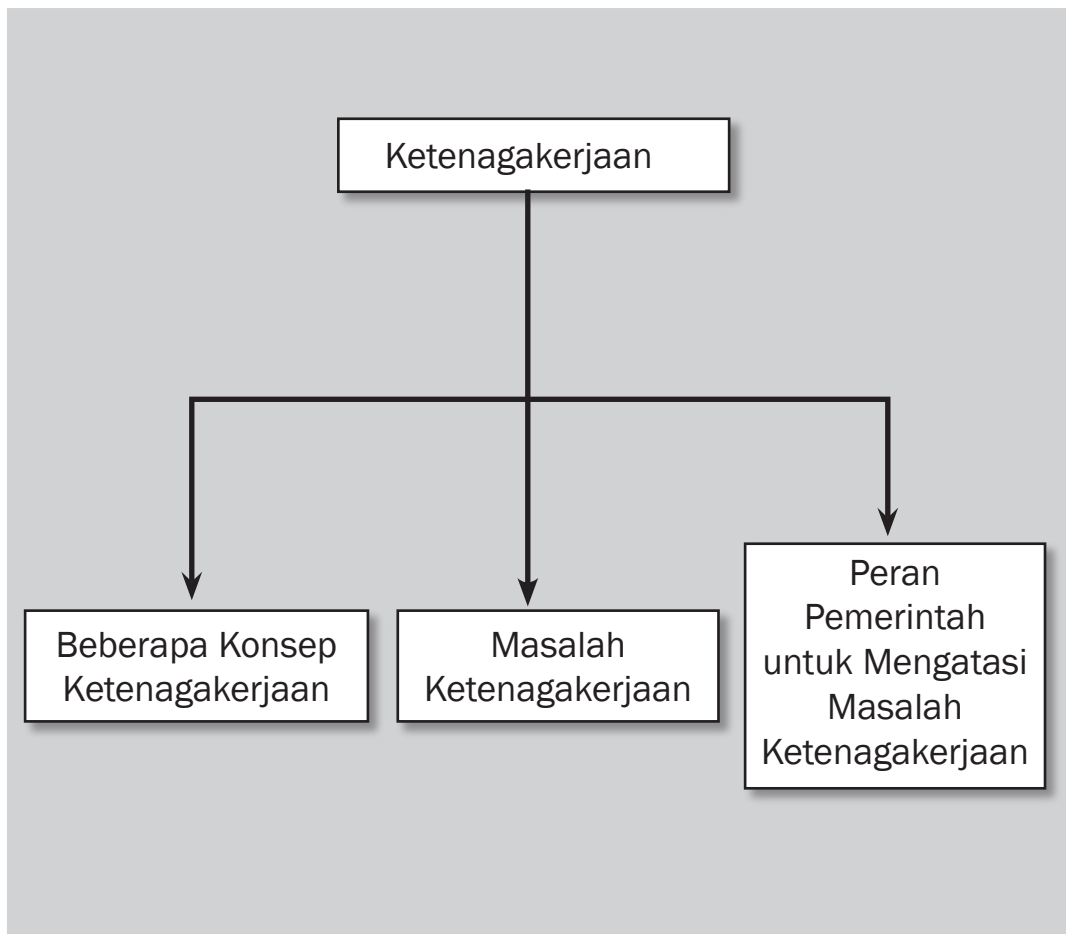 Ketenagakerjaan
Beberapa Konsep
Ketenagakerjaan
Masalah
Ketenagakerjaan
Peran
Pemerintah
untuk Mengatasi
Masalah
Ketenagakerjaan